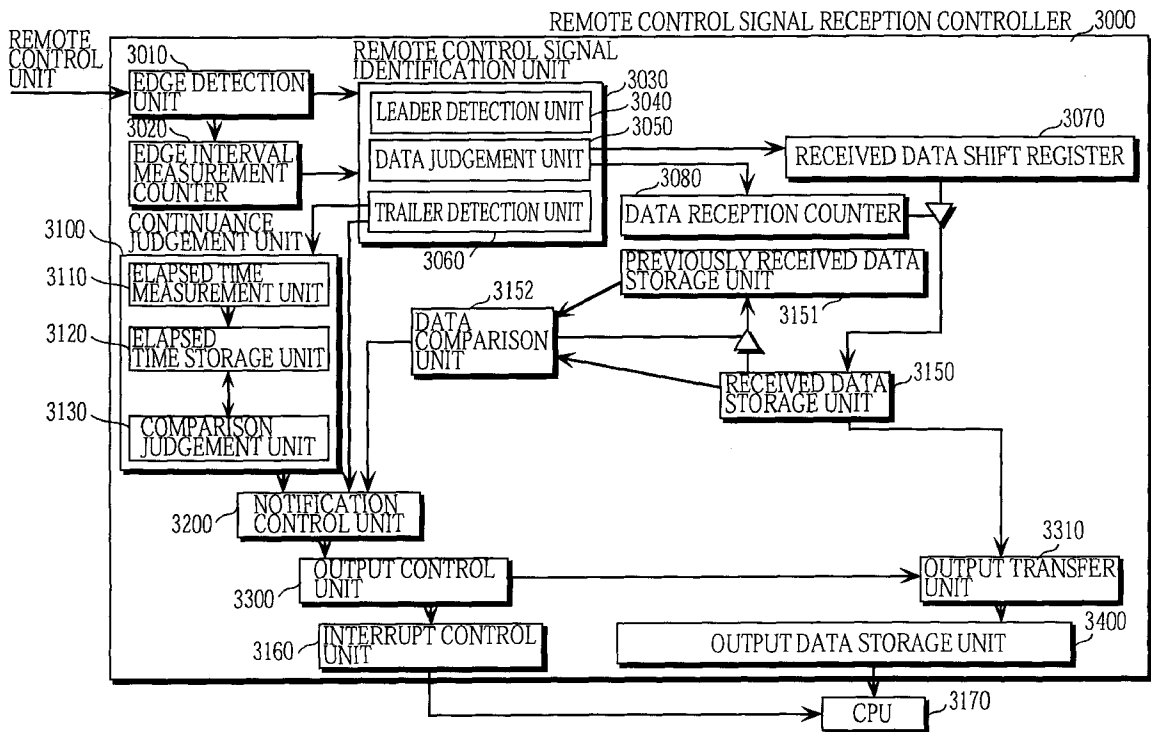 REMOTE CONTROL SIGNAL RECEPTION CONTROLLER
3000
REMOTE
CONTROL
UNIT
3010
EDGE DETECTION
UNIT
3020
EDGE INTERVAL
MEASUREMENT
COUNTER
REMOTE CONTROL SIGNAL
IDENTIFICATION UNIT
3030
LEADER DETECTION UNIT
3040
3050
DATA JUDGEMENT UNIT
TRAILER DETECTION UNIT
3060
3070
RECEIVED DATA SHIFT REGISTER
3080
DATA RECEPTION COUNTER
CONTINUANCE
JUDGEMENT UNIT
3100
3110
ELAPSED TIME
MEASUREMENT UNIT
3120
ELAPSED
TIME STORAGE UNIT
3130
COMPARISON
JUDGEMENT UNIT
PREVIOUSLY RECEIVED DATA
STORAGE UNIT
3151
3152
DATA
COMPARISON
UNIT
RECEIVED DATA
STORAGE UNIT
3150
3200
NOTIFICATION
CONTROL UNIT
3300
OUTPUT CONTROL
UNIT
3310
OUTPUT TRANSFER
UNIT
3160
INTERRUPT CONTROL
UNIT
3400
OUTPUT DATA STORAGE UNIT
CPU
3170